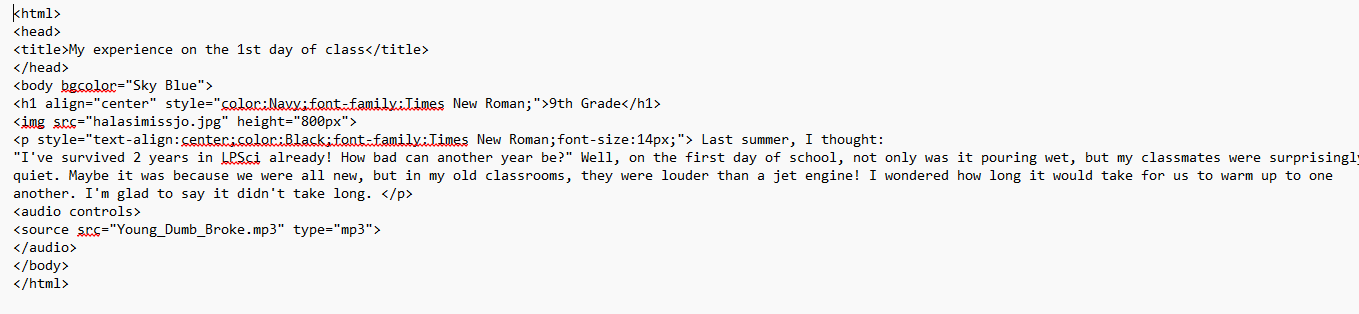 <html>
<head>
<title>My experience on the 1st day of class</title>
</head>
<body bgcolor="Sky Blue">
<h1 align="center" style="color:Navy;font-family:Times New Roman;">9th Grade</h1>
<img src="halasimissjo.jpg" height="800px">
<p style="text-align:center;color:Black;font-family:Times New Roman;font-size:14px;"> Last summer, I thought:
"I've survived 2 years in LPSci already! How bad can another year be?" Well, on the first day of school, not only was it pouring wet, but my classmates were surprisingly
quiet. Maybe it was because we were all new, but in my old classrooms, they were louder than a jet engine! I wondered how long it would take for us to warm up to one
another. I'm glad to say it didn't take long. </p>
<audio controls>
<source src="Young_Dumb_Broke.mp3" type="mp3">
</audio>
</body>
</html>